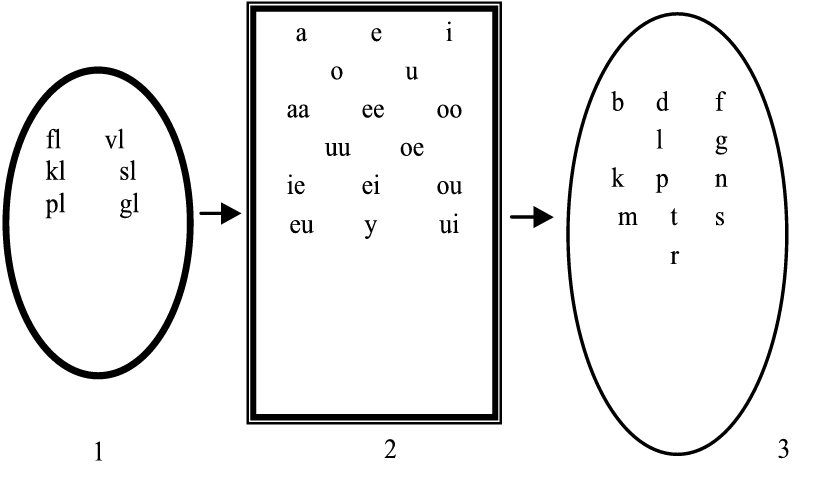 fl vl
kl sl
pl gl
1
a e i
o u
aa ee oo
uu oe
ie ei ou
eu y ui
2
b d f
l g
k p n
m t s
r
3